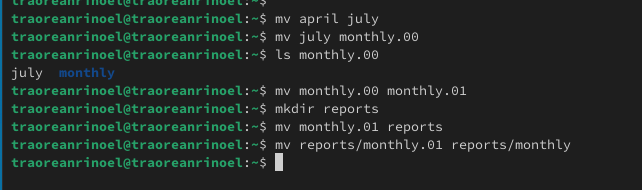 traoreanrinoel@traoreanrinoel:~$ mv april july
traoreanrinoel@traoreanrinoel:~$ mv july monthly.00
traoreanrinoel@traoreanrinoel:~$ ls monthly.00
july  monthly
traoreanrinoel@traoreanrinoel:~$ mv monthly.00 monthly.01
traoreanrinoel@traoreanrinoel:~$ mkdir reports
traoreanrinoel@traoreanrinoel:~$ mv monthly.01 reports
traoreanrinoel@traoreanrinoel:~$ mv reports/monthly.01 reports/monthly
traoreanrinoel@traoreanrinoel:~$